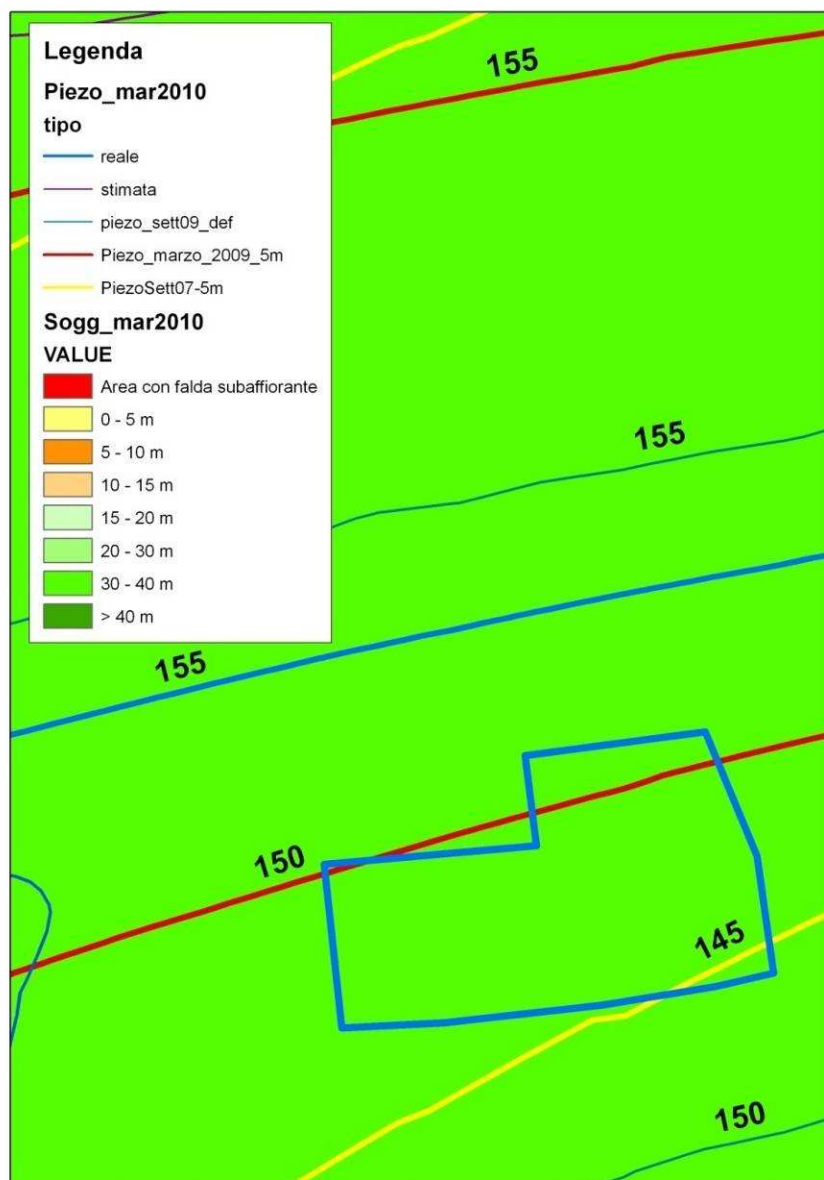 Legenda
Piezo_mar2010
tipo
reale
stimata
piezo_sett09_def
Piezo_marzo_2009_5m
PiezoSett07-5m
Sogg_mar2010
VALUE
Area con falda subaffiorante
0 - 5 m
5 - 10 m
10 - 15 m
15 - 20 m
20 - 30 m
30 - 40 m
> 40 m
155
155
155
150
145
150